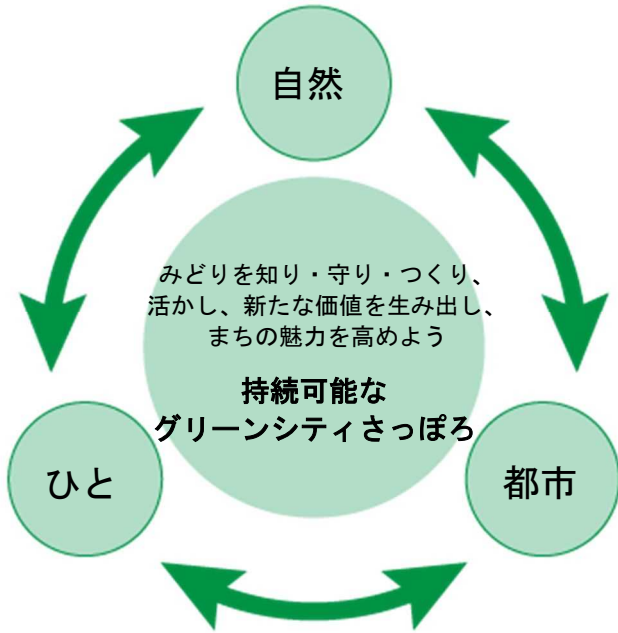 自然
みどりを知り・守り・つくり、
活かし、新たな価値を生み出し、
まちの魅力を高めよう
持続可能な
グリーンシティさっぽろ
ひと
都市